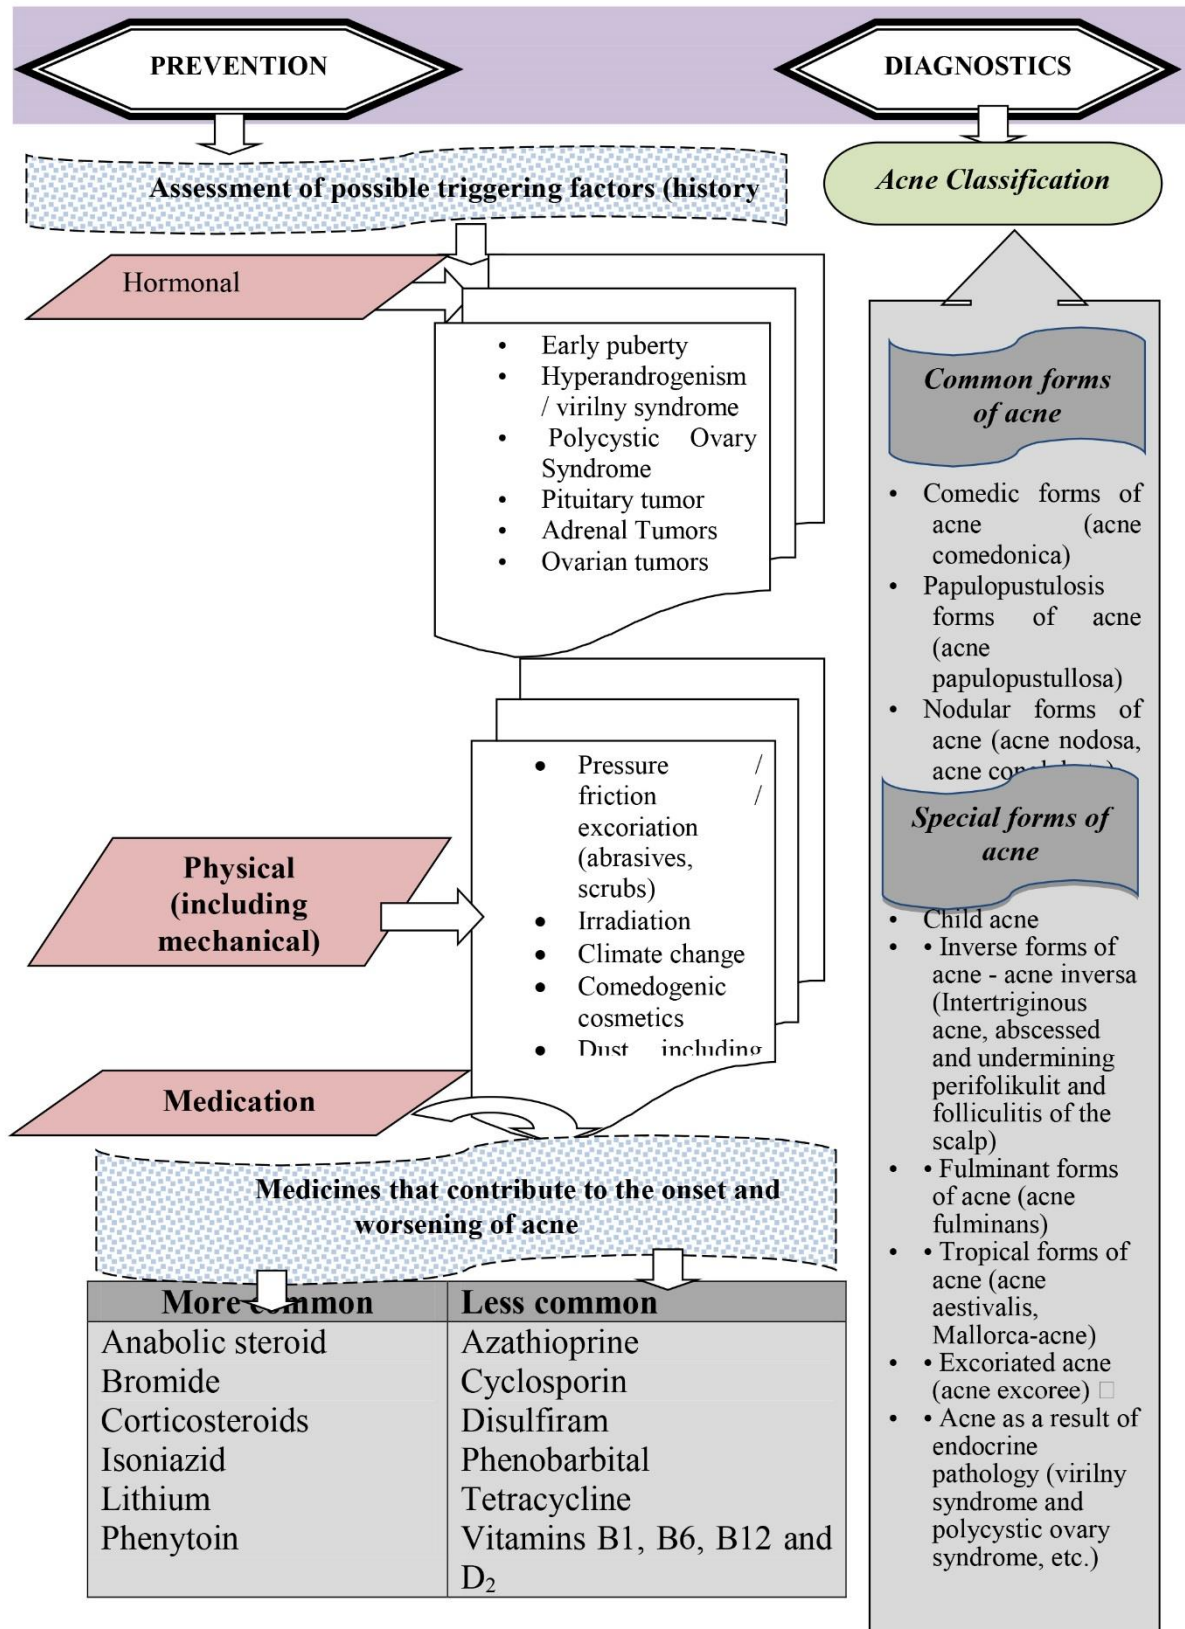 PREVENTION
DIAGNOSTICS
Assessment of possible triggering factors (history
Acne Classification
Hormonal
• Early puberty
• Hyperandrogenism
/ virilny syndrome
• Polycystic Ovary
Syndrome
• Pituitary tumor
• Adrenal Tumors
• Ovarian tumors
Physical
(including
mechanical)
• Pressure /
friction /
excoriation
(abrasives,
scrubs)
• Irradiation
• Climate change
• Comedogenic
cosmetics
• Dust including
Medication
Medicines that contribute to the onset and
worsening of acne
More common
Less common
Anabolic steroid
Azathioprine
Bromide
Cyclosporin
Corticosteroids
Disulfiram
Isoniazid
Phenobarbital
Lithium
Tetracycline
Phenytoin
Vitamins B1, B6, B12 and
D₂
Common forms
of acne
• Comedic forms of
acne (acne
comedonica)
• Papulopustulosis
forms of acne
(acne
papulopustullosa)
• Nodular forms of
acne (acne nodosa,
acne
Special forms of
acne
• Child acne
• • Inverse forms of
acne - acne inversa
(Intertriginous
acne, abscessed
and undermining
perifolikulit and
folliculitis of the
scalp)
• • Fulminant forms
of acne (acne
fulminans)
• • Tropical forms of
acne (acne
aestivalis,
Mallorca-acne)
• • Excoriated acne
(acne excoree) □
• • Acne as a result of
endocrine
pathology (virilny
syndrome and
polycystic ovary
syndrome, etc.)